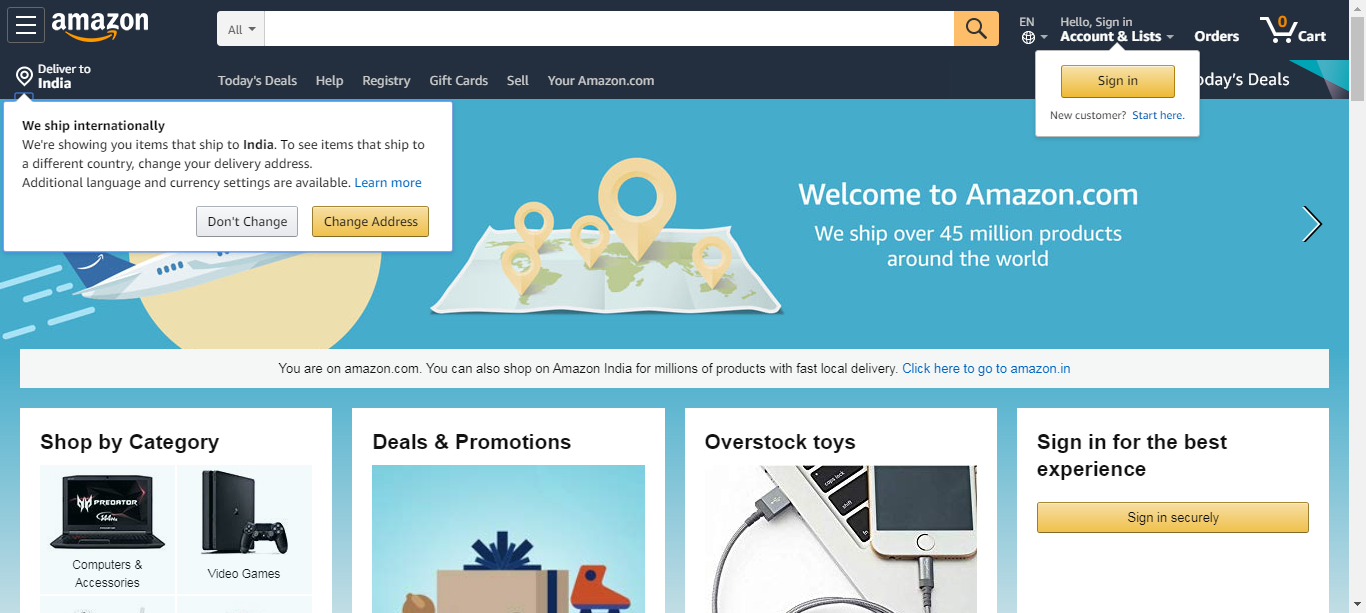 amazon
All
EN
Hello, Sign in
Account & Lists
Orders
0
Cart
Deliver to
India
Today's Deals
Help
Registry
Gift Cards
Sell
Your Amazon.com
oday's Deals
Sign in
New customer? Start here.
We ship internationally
We're showing you items that ship to India. To see items that ship to
a different country, change your delivery address.
Additional language and currency settings are available. Learn more
Don't Change
Change Address
Welcome to Amazon.com
We ship over 45 million products
around the world
You are on amazon.com. You can also shop on Amazon India for millions of products with fast local delivery. Click here to go to amazon.in
Shop by Category
PREDATOR
144Hz
Computers &
Accessories
Video Games
Deals & Promotions
Overstock toys
caps lock
shift
Sign in for the best
experience
Sign in securely